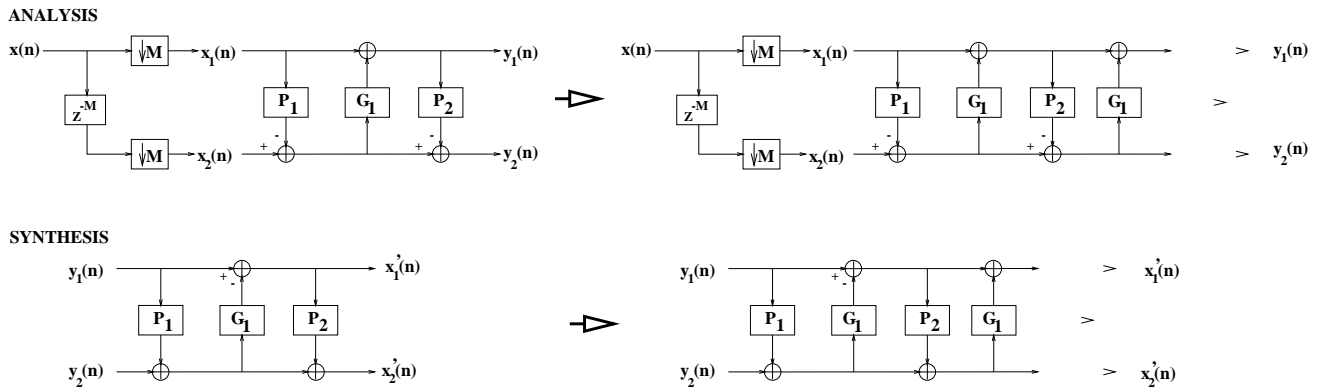 ANALYSIS
x(n) ↓M x₁(n) y₁(n) x(n) ↓M x₁(n) > y₁(n)
z⁻ᴹ P₁ G₁ P₂ z⁻ᴹ P₁ G₁ P₂ G₁ >
- - - -
+ + + +
↓M x₂(n) y₂(n) ↓M x₂(n) > y₂(n)
SYNTHESIS
y₁(n) x₁'(n) y₁(n) > x₁'(n)
+ - + -
P₁ G₁ P₂ P₁ G₁ P₂ G₁ >
y₂(n) x₂'(n) y₂(n) > x₂'(n)